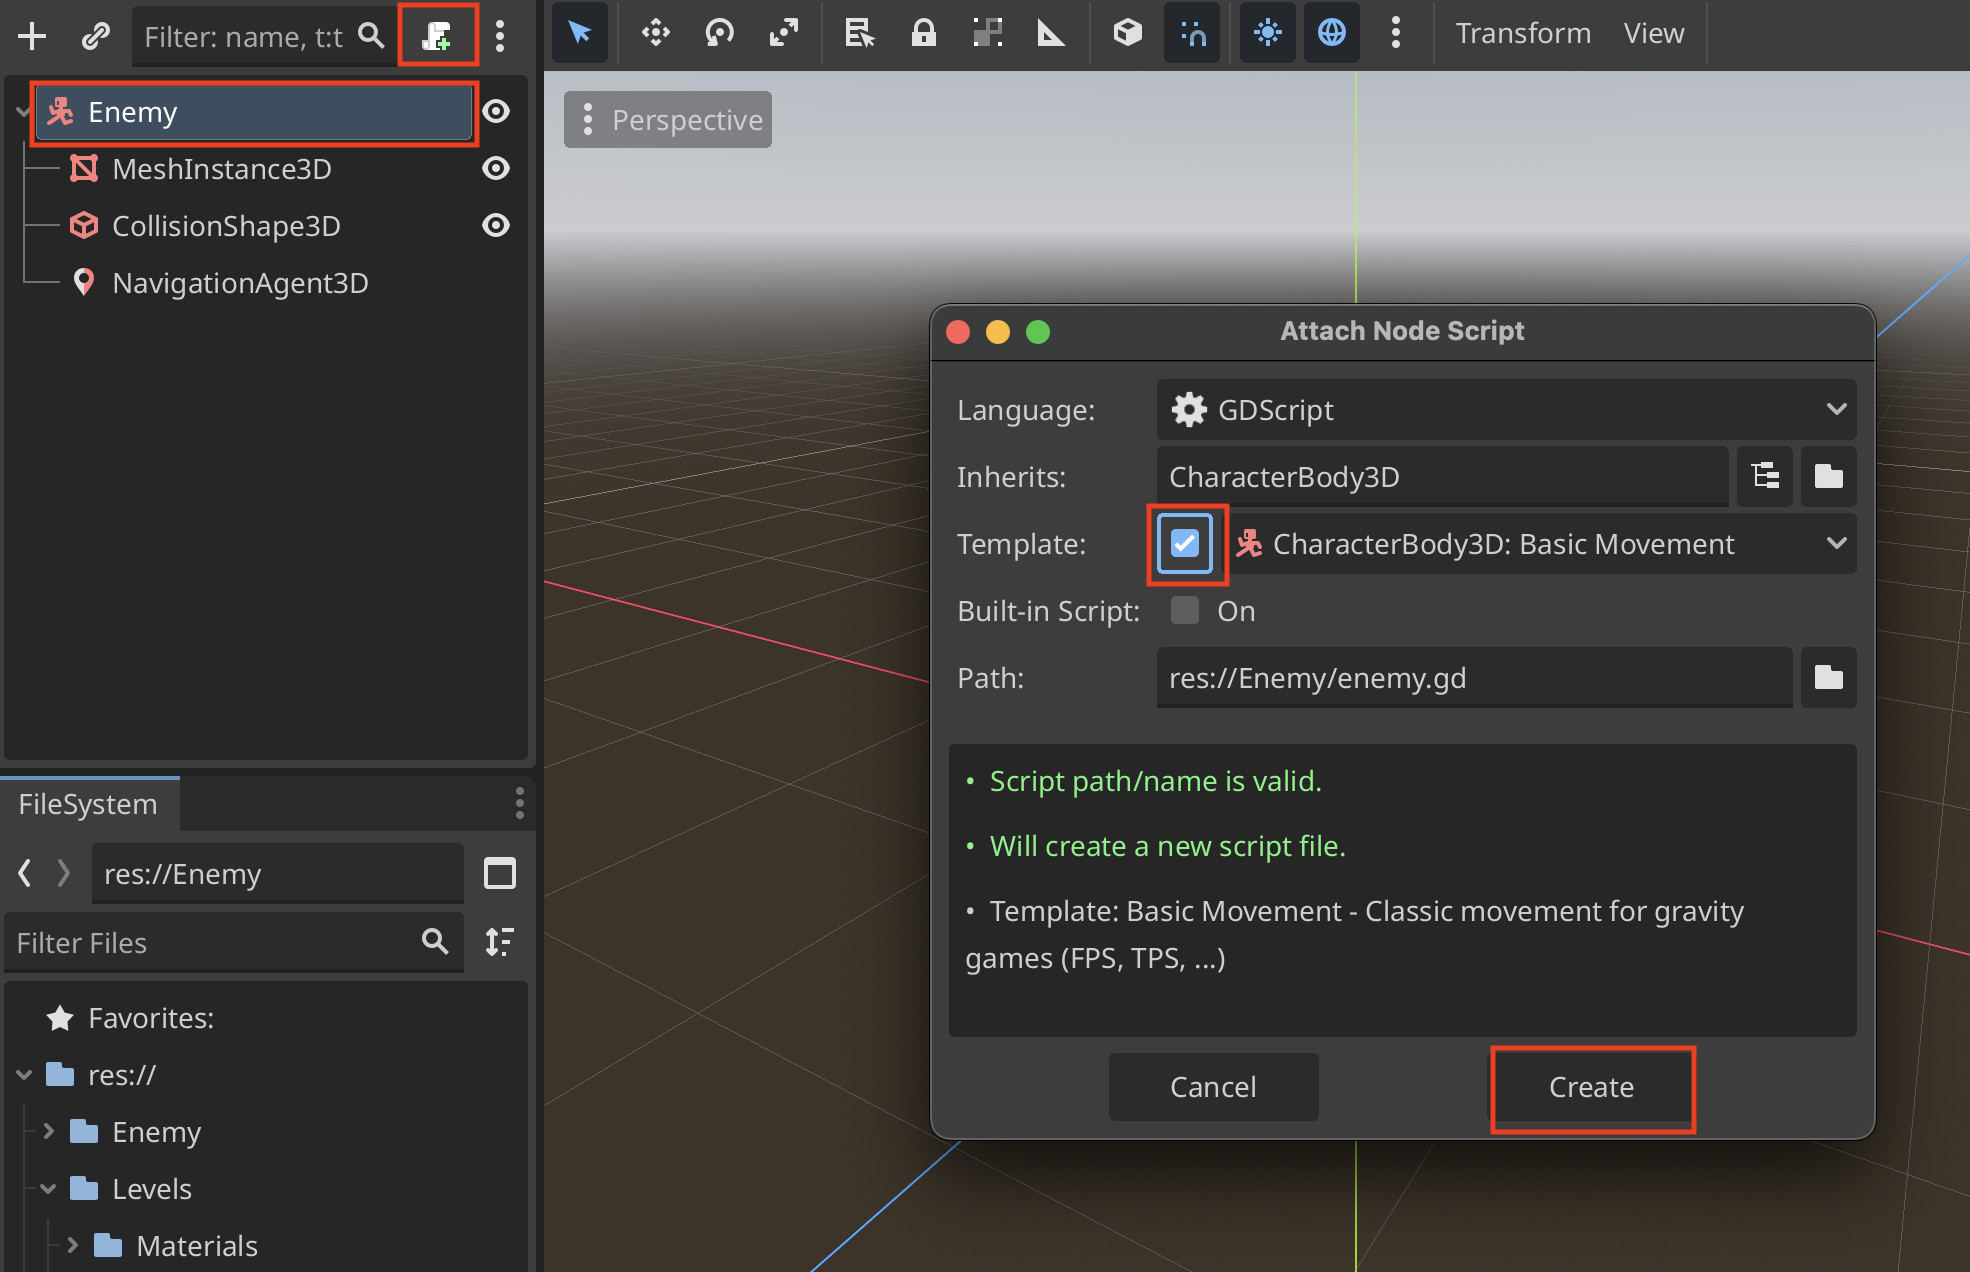 Filter: name, t:t
Transform
View
Enemy
MeshInstance3D
CollisionShape3D
NavigationAgent3D
Perspective
Attach Node Script
Language:
GDScript
Inherits:
CharacterBody3D
Template:
CharacterBody3D: Basic Movement
Built-in Script:
On
Path:
res://Enemy/enemy.gd
• Script path/name is valid.
• Will create a new script file.
• Template: Basic Movement - Classic movement for gravity
games (FPS, TPS, ...)
Cancel
Create
FileSystem
res://Enemy
Filter Files
Favorites:
res://
Enemy
Levels
Materials